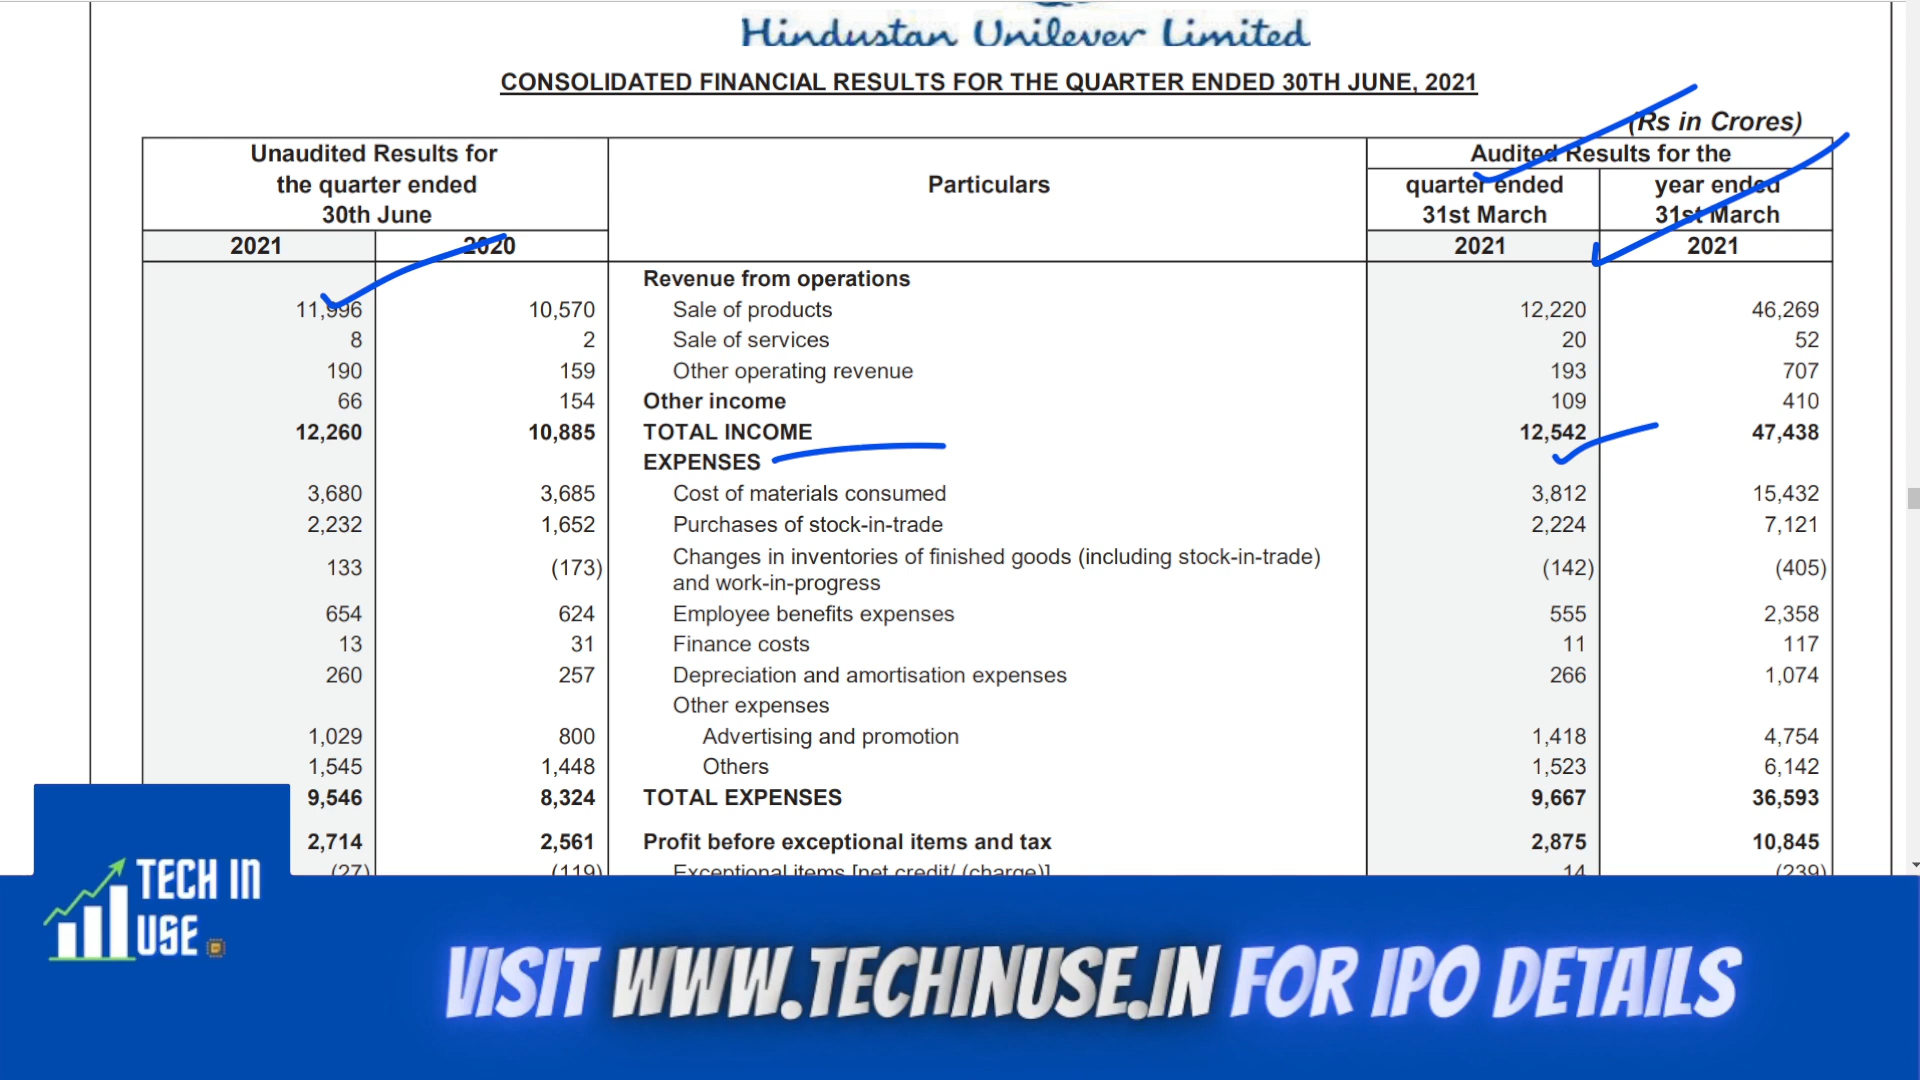 Hindustan Unilever Limited
CONSOLIDATED FINANCIAL RESULTS FOR THE QUARTER ENDED 30TH JUNE, 2021
(Rs in Crores)
Unaudited Results for
the quarter ended
30th June
Particulars
Audited Results for the
quarter ended
31st March
year ended
31st March
2021 2020 2021 2021
Revenue from operations
11,996 10,570 Sale of products 12,220 46,269
8 2 Sale of services 20 52
190 159 Other operating revenue 193 707
66 154 Other income 109 410
12,260 10,885 TOTAL INCOME 12,542 47,438
EXPENSES
3,680 3,685 Cost of materials consumed 3,812 15,432
2,232 1,652 Purchases of stock-in-trade 2,224 7,121
133 (173) Changes in inventories of finished goods (including stock-in-trade) (142) (405)
and work-in-progress
654 624 Employee benefits expenses 555 2,358
13 31 Finance costs 11 117
260 257 Depreciation and amortisation expenses 266 1,074
Other expenses
1,029 800 Advertising and promotion 1,418 4,754
1,545 1,448 Others 1,523 6,142
9,546 8,324 TOTAL EXPENSES 9,667 36,593
2,714 2,561 Profit before exceptional items and tax 2,875 10,845
(27) (119) Exceptional items [net credit/ (charge)] 14 (239)
TECH IN
USE
VISIT WWW.TECHINUSE.IN FOR IPO DETAILS